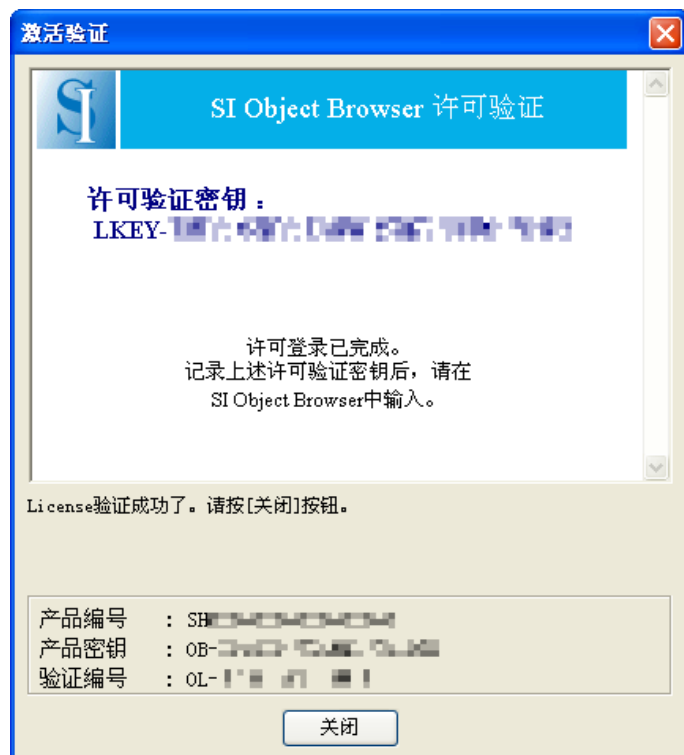 激活验证
SI
SI Object Browser 许可验证
许可验证密钥：
LKEY-
许可登录已完成。
记录上述许可验证密钥后，请在
SI Object Browser中输入。
License验证成功了。请按[关闭]按钮。
产品编号 : SH
产品密钥 : OB-
验证编号 : OL-
关闭